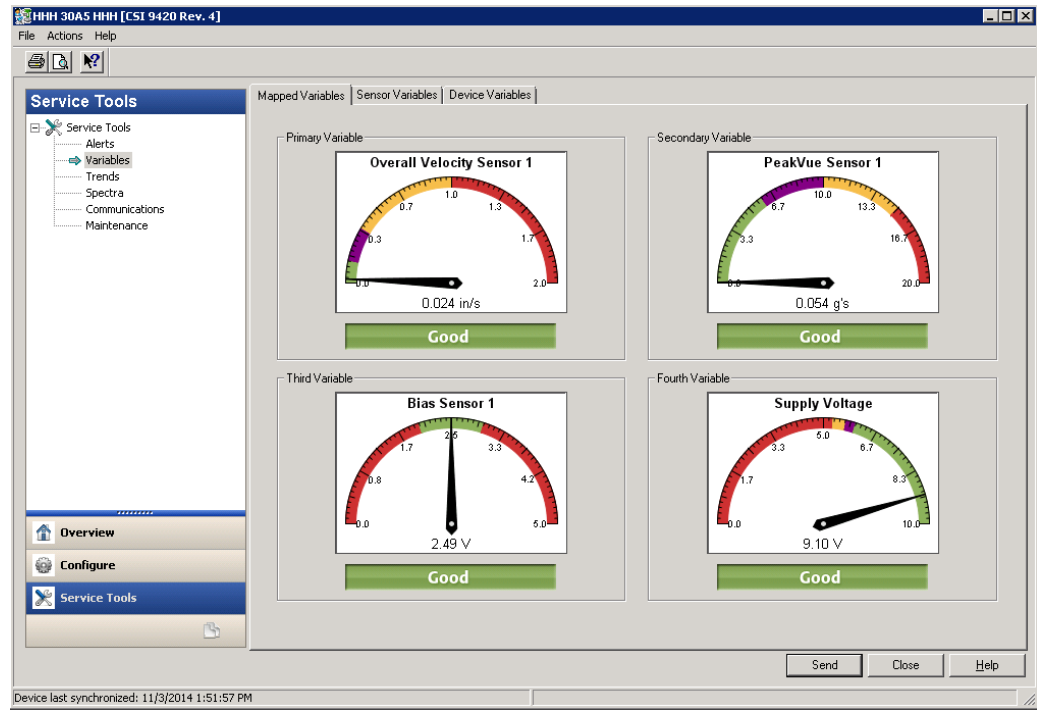 HHH 30A5 HHH [CSI 9420 Rev. 4]
File Actions Help
Service Tools
Service Tools
Alerts
Variables
Trends
Spectra
Communications
Maintenance
Overview
Configure
Service Tools
Mapped Variables Sensor Variables Device Variables
Primary Variable
Overall Velocity Sensor 1
0.0 0.3 0.7 1.0 1.3 1.7 2.0
0.024 in/s
Good
Secondary Variable
PeakVue Sensor 1
0.0 3.3 6.7 10.0 13.3 16.7 20.0
0.054 g's
Good
Third Variable
Bias Sensor 1
0.0 0.8 1.7 2.5 3.3 4.2 5.0
2.49 V
Good
Fourth Variable
Supply Voltage
0.0 1.7 3.3 5.0 6.7 8.3 10.0
9.10 V
Good
Send Close Help
Device last synchronized: 11/3/2014 1:51:57 PM